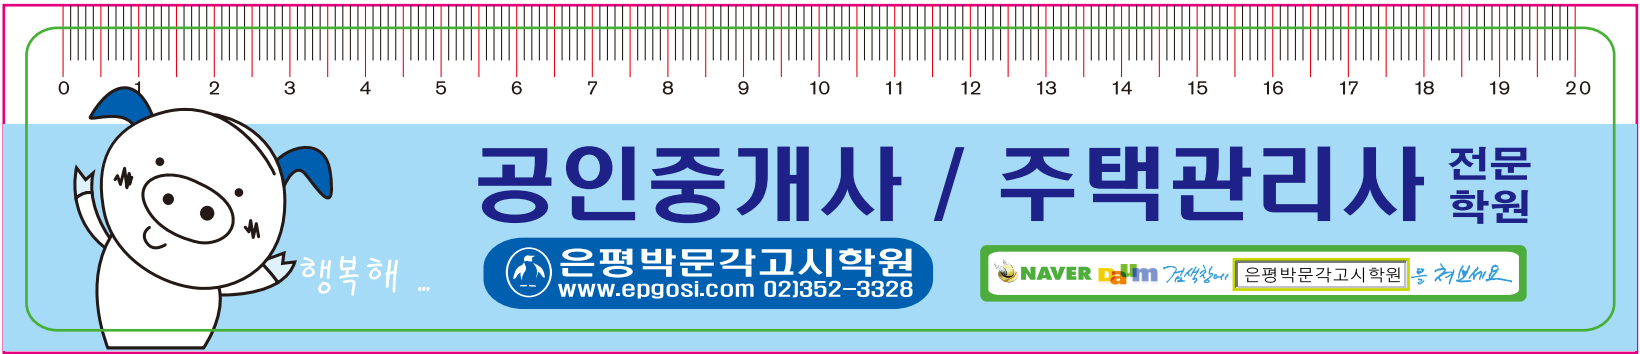 0 1 2 3 4 5 6 7 8 9 10 11 12 13 14 15 16 17 18 19 20
공인중개사 / 주택관리사 전문
학원
행복해 ...
은평박문각고시학원
www.epgosi.com 02)352-3328
NAVER Daum 검색창에 은평박문각고시학원 를 쳐보세요